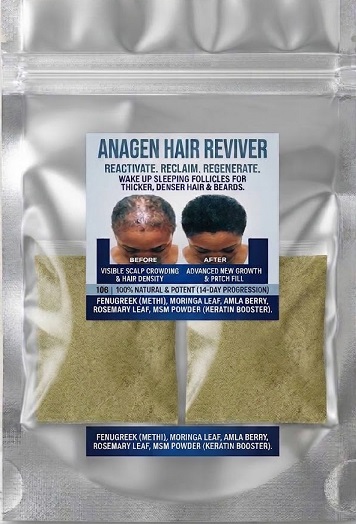 ANAGEN HAIR REVIVER
REACTIVATE. RECLAIM. REGENERATE.
WAKE UP SLEEPING FOLLICLES FOR
THICKER, DENSER HAIR & BEARDS.
BEFORE AFTER
VISIBLE SCALP CROWDING
& HAIR DENSITY
ADVANCED NEW GROWTH
& PRTCH FILL
106 | 100% NATURAL & POTENT (14-DAY PROGRESSION)
FENUGREEK (METHI), MORINGA LEAF, AMLA BERRY,
ROSEMARY LEAF, MSM POWDER (KERATIN BOOSTER).
FENUGREEK (METHI), MORINGA LEAF, AMLA BERRY,
ROSEMARY LEAF, MSM POWDER (KERATIN BOOSTER).